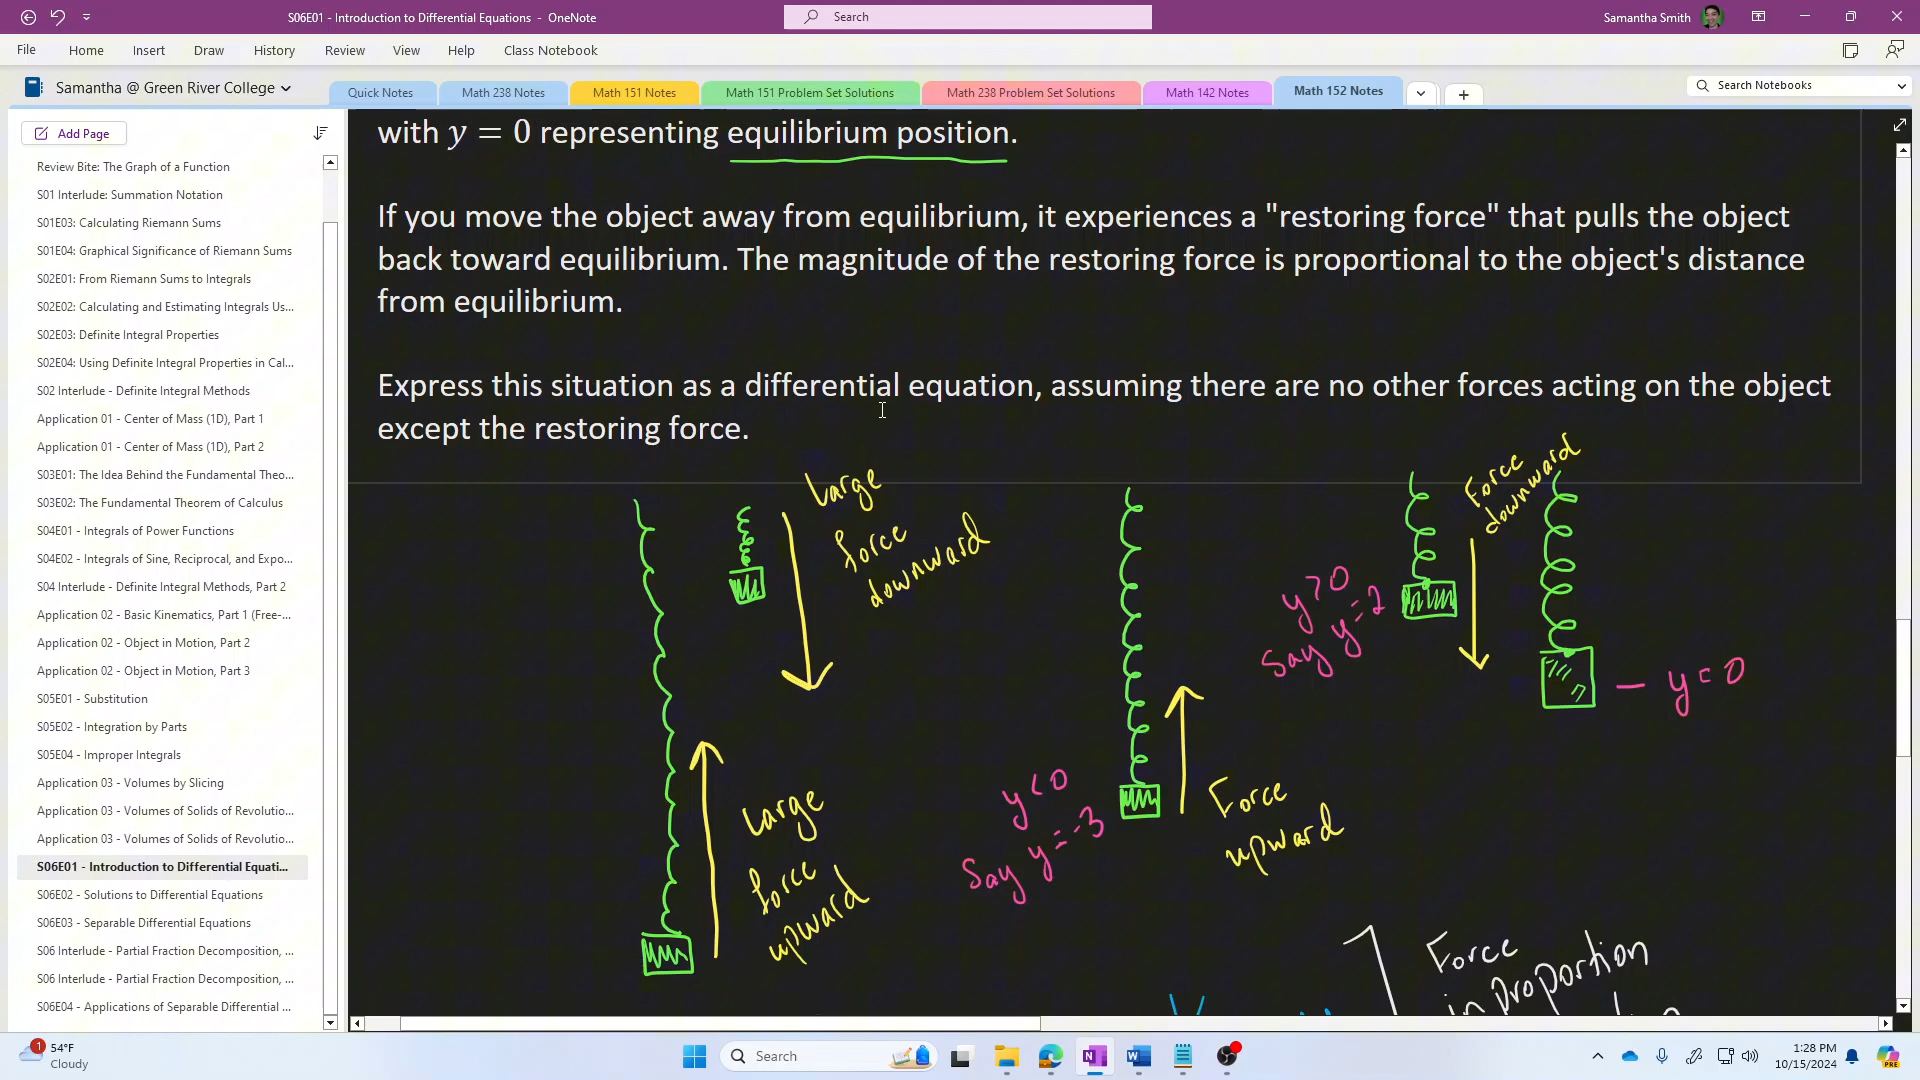 S06E01 - Introduction to Differential Equations - OneNote
Search
Samantha Smith
File
Home
Insert
Draw
History
Review
View
Help
Class Notebook
Samantha @ Green River College
Quick Notes
Math 238 Notes
Math 151 Notes
Math 151 Problem Set Solutions
Math 238 Problem Set Solutions
Math 142 Notes
Math 152 Notes
Search Notebooks
Add Page
Review Bite: The Graph of a Function
S01 Interlude: Summation Notation
S01E03: Calculating Riemann Sums
S01E04: Graphical Significance of Riemann Sums
S02E01: From Riemann Sums to Integrals
S02E02: Calculating and Estimating Integrals Us...
S02E03: Definite Integral Properties
S02E04: Using Definite Integral Properties in Cal...
S02 Interlude - Definite Integral Methods
Application 01 - Center of Mass (1D), Part 1
Application 01 - Center of Mass (1D), Part 2
S03E01: The Idea Behind the Fundamental Theo...
S03E02: The Fundamental Theorem of Calculus
S04E01 - Integrals of Power Functions
S04E02 - Integrals of Sine, Reciprocal, and Expo...
S04 Interlude - Definite Integral Methods, Part 2
Application 02 - Basic Kinematics, Part 1 (Free-...
Application 02 - Object in Motion, Part 2
Application 02 - Object in Motion, Part 3
S05E01 - Substitution
S05E02 - Integration by Parts
S05E04 - Improper Integrals
Application 03 - Volumes by Slicing
Application 03 - Volumes of Solids of Revolutio...
Application 03 - Volumes of Solids of Revolutio...
S06E01 - Introduction to Differential Equati...
S06E02 - Solutions to Differential Equations
S06E03 - Separable Differential Equations
S06 Interlude - Partial Fraction Decomposition, ...
S06 Interlude - Partial Fraction Decomposition, ...
S06E04 - Applications of Separable Differential ...
with y = 0 representing equilibrium position.
If you move the object away from equilibrium, it experiences a "restoring force" that pulls the object
back toward equilibrium. The magnitude of the restoring force is proportional to the object's distance
from equilibrium.
Express this situation as a differential equation, assuming there are no other forces acting on the object
except the restoring force.
Large
force
downward
Large
force
upward
y<0
Say y=-3
Force
upward
y>0
Say y=2
Force
downward
y=0
Force
in proportion
1
54°F
Cloudy
Search
1:28 PM
10/15/2024
PRE